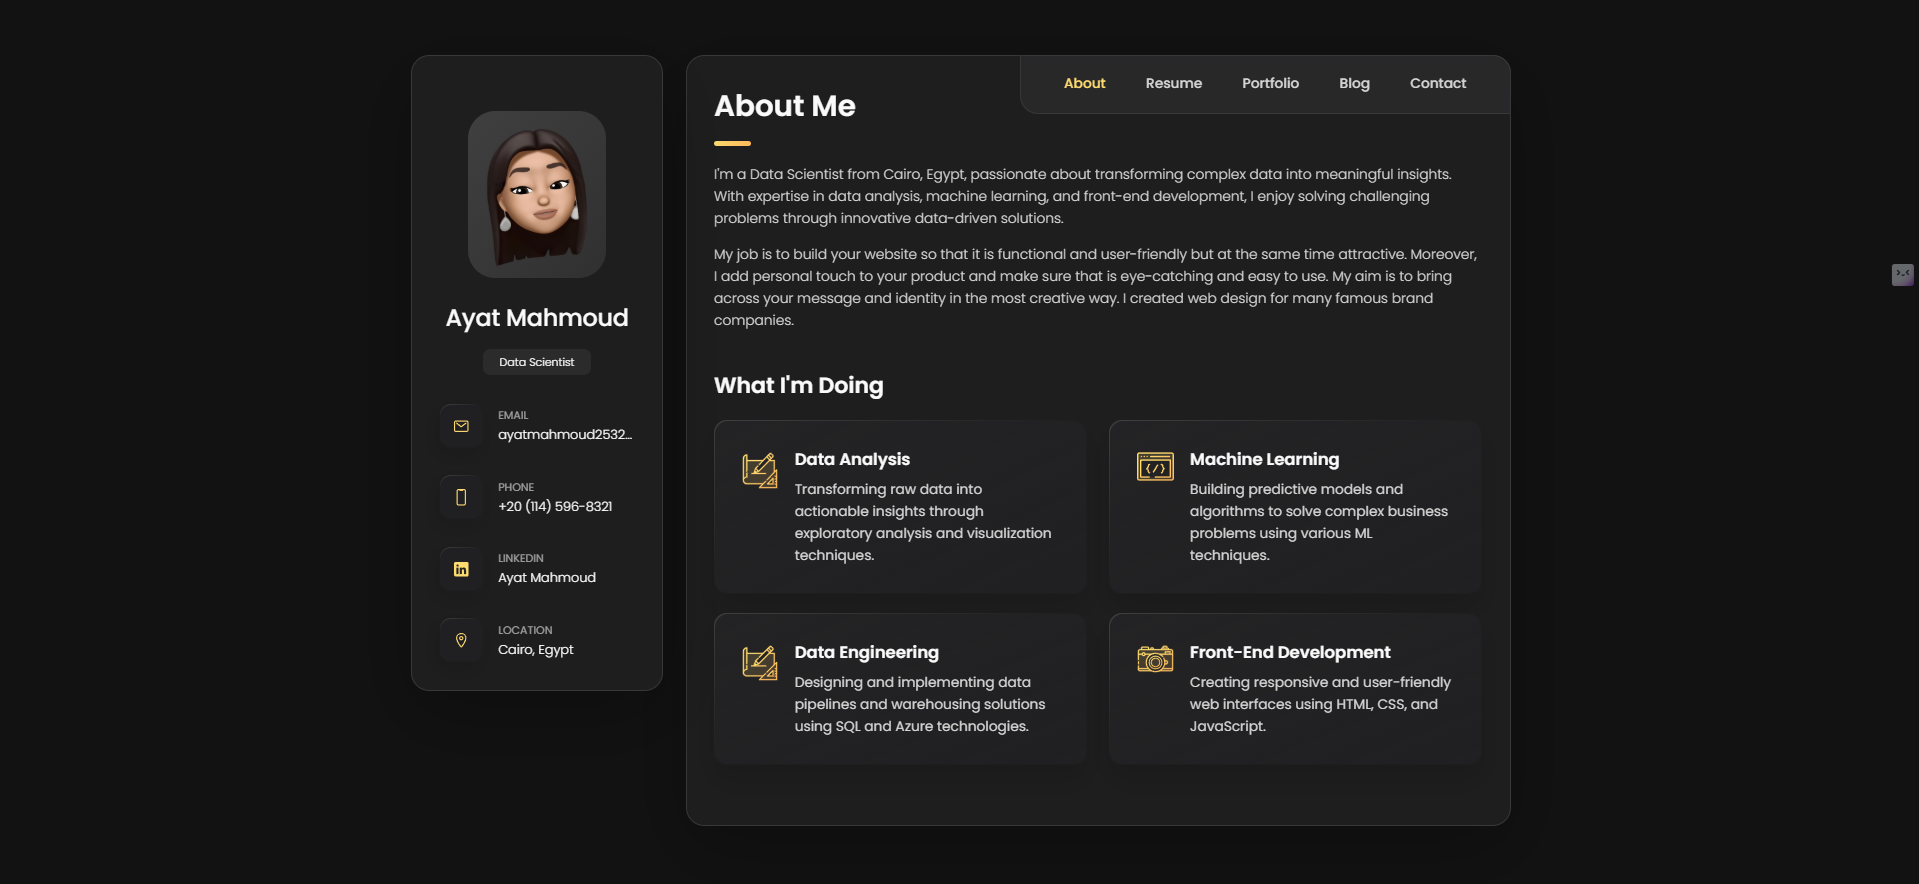 Ayat Mahmoud
Data Scientist
EMAIL
ayatmahmoud2532...
PHONE
+20 (114) 596-8321
LINKEDIN
Ayat Mahmoud
LOCATION
Cairo, Egypt
About Resume Portfolio Blog Contact
About Me
I'm a Data Scientist from Cairo, Egypt, passionate about transforming complex data into meaningful insights.
With expertise in data analysis, machine learning, and front-end development, I enjoy solving challenging
problems through innovative data-driven solutions.
My job is to build your website so that it is functional and user-friendly but at the same time attractive. Moreover,
I add personal touch to your product and make sure that is eye-catching and easy to use. My aim is to bring
across your message and identity in the most creative way. I created web design for many famous brand
companies.
What I'm Doing
Data Analysis
Transforming raw data into
actionable insights through
exploratory analysis and visualization
techniques.
Machine Learning
Building predictive models and
algorithms to solve complex business
problems using various ML
techniques.
Data Engineering
Designing and implementing data
pipelines and warehousing solutions
using SQL and Azure technologies.
Front-End Development
Creating responsive and user-friendly
web interfaces using HTML, CSS, and
JavaScript.